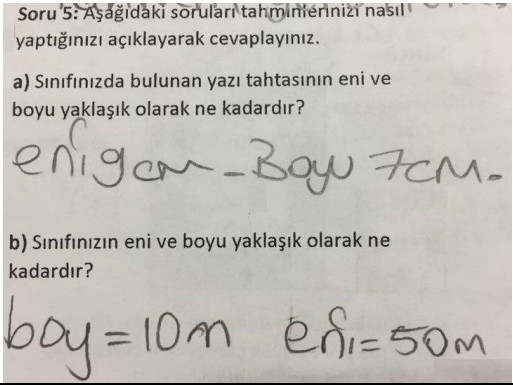 Soru 5: Aşağıdaki soruları tahminlerinizi nasıl
yaptığınızı açıklayarak cevaplayınız.
a) Sınıfınızda bulunan yazı tahtasının eni ve
boyu yaklaşık olarak ne kadardır?
eni 9cm - Boyu 7cm.
b) Sınıfınızın eni ve boyu yaklaşık olarak ne
kadardır?
boy = 10m eni = 50m